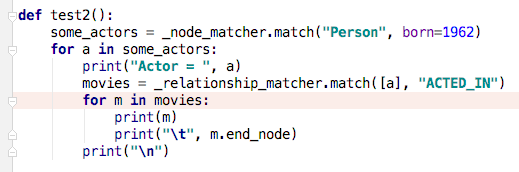 def test2():
    some_actors = _node_matcher.match("Person", born=1962)
    for a in some_actors:
        print("Actor = ", a)
        movies = _relationship_matcher.match([a], "ACTED_IN")
        for m in movies:
            print(m)
            print("\t", m.end_node)
        print("\n")